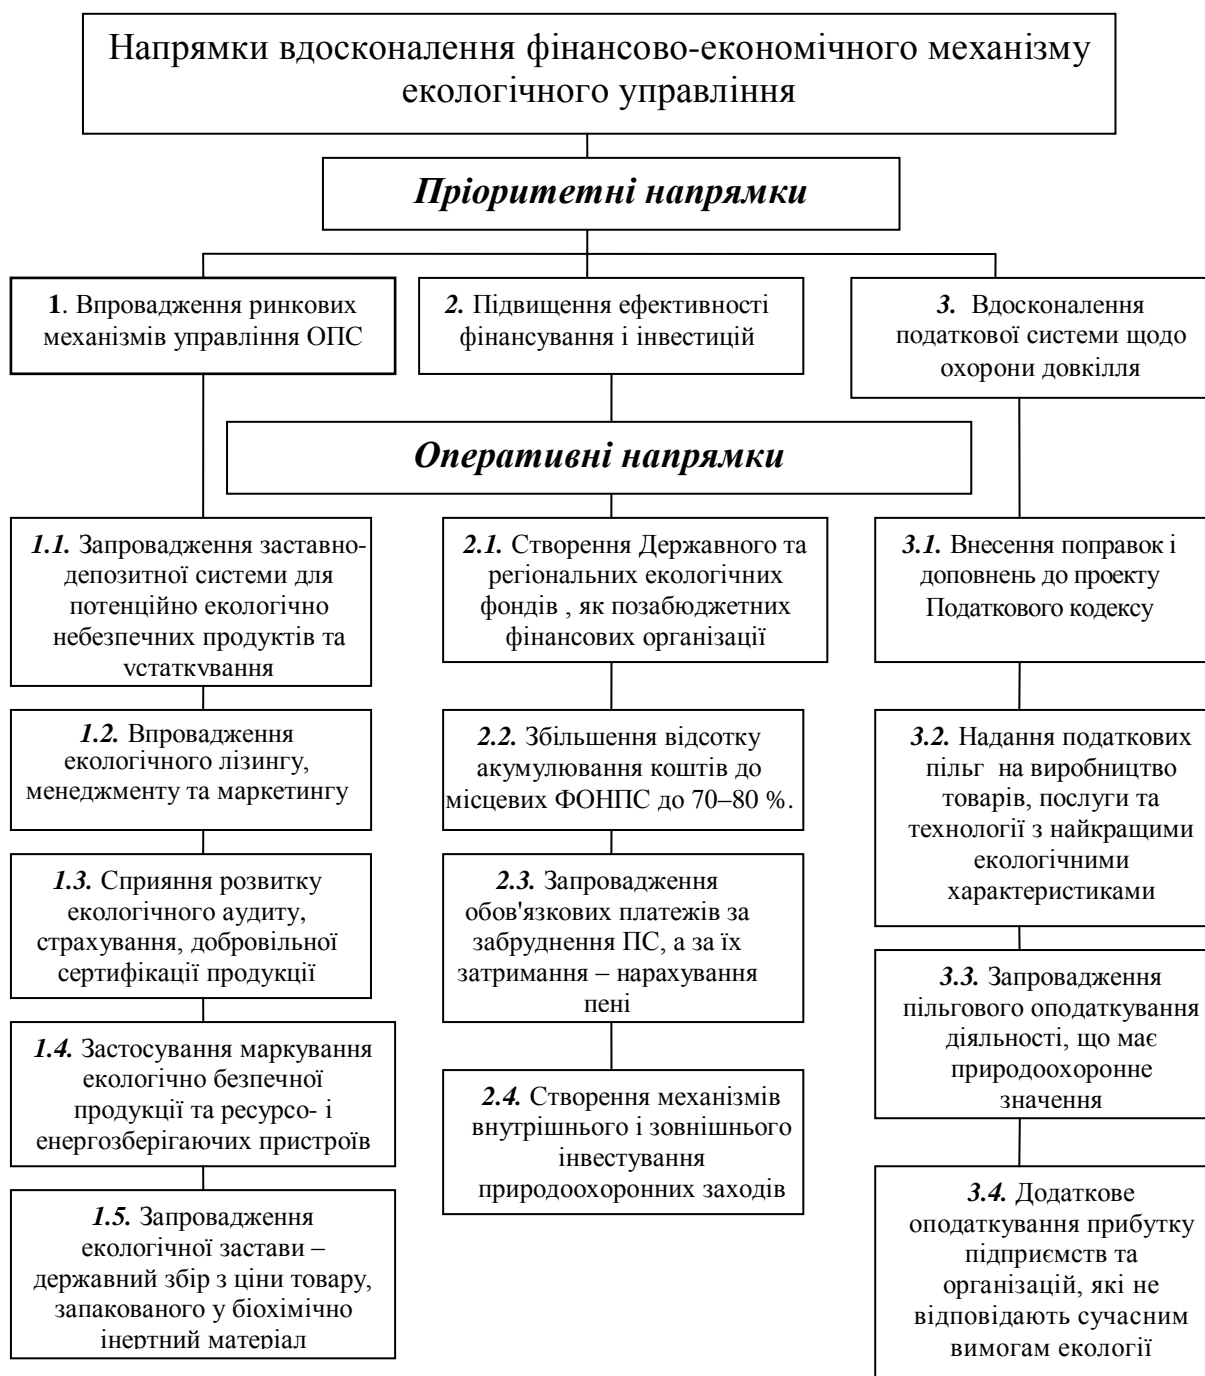 Напрямки вдосконалення фінансово-економічного механізму
екологічного управління
Пріоритетні напрямки
1. Впровадження ринкових
механізмів управління ОПС
2. Підвищення ефективності
фінансування і інвестицій
3. Вдосконалення
податкової системи щодо
охорони довкілля
Оперативні напрямки
1.1. Запровадження заставно-
депозитної системи для
потенційно екологічно
небезпечних продуктів та
устаткування
1.2. Впровадження
екологічного лізингу,
менеджменту та маркетингу
1.3. Сприяння розвитку
екологічного аудиту,
страхування, добровільної
сертифікації продукції
1.4. Застосування маркування
екологічно безпечної
продукції та ресурсо- і
енергозберігаючих пристроїв
1.5. Запровадження
екологічної застави –
державний збір з ціни товару,
запакованого у біохімічно
інертний матеріал
2.1. Створення Державного та
регіональних екологічних
фондів , як позабюджетних
фінансових організації
2.2. Збільшення відсотку
акумулювання коштів до
місцевих ФОНПС до 70–80 %.
2.3. Запровадження
обов'язкових платежів за
забруднення ПС, а за їх
затримання – нарахування
пені
2.4. Створення механізмів
внутрішнього і зовнішнього
інвестування
природоохоронних заходів
3.1. Внесення поправок і
доповнень до проекту
Податкового кодексу
3.2. Надання податкових
пільг на виробництво
товарів, послуги та
технології з найкращими
екологічними
характеристиками
3.3. Запровадження
пільгового оподаткування
діяльності, що має
природоохоронне
значення
3.4. Додаткове
оподаткування прибутку
підприємств та
організацій, які не
відповідають сучасним
вимогам екології